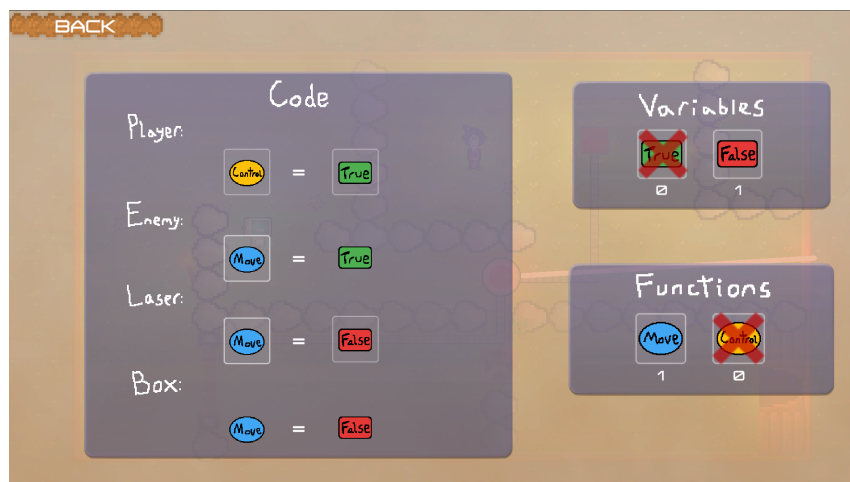 BACK
Code
Player:
Control = True
Enemy:
Move = True
Laser:
Move = False
Box:
Move = False
Variables
True False
0 1
Functions
Move Control
1 0